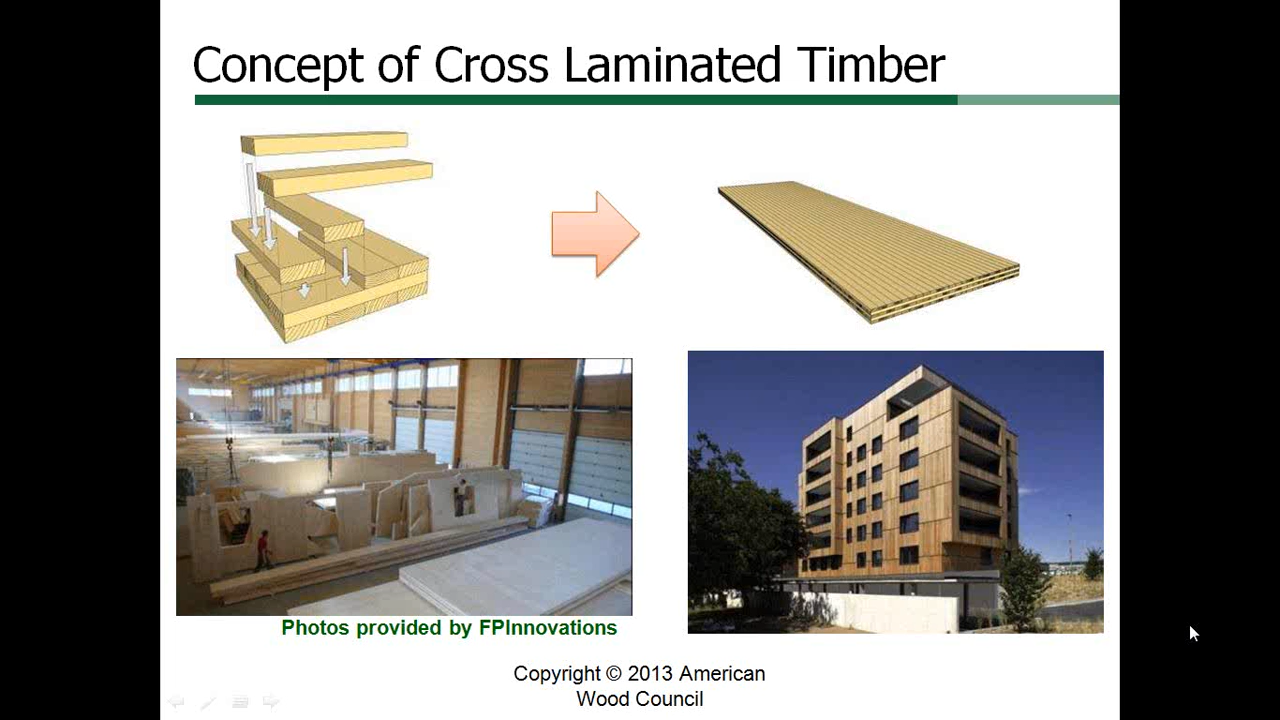 Concept of Cross Laminated Timber
Photos provided by FPInnovations
Copyright © 2013 American
Wood Council